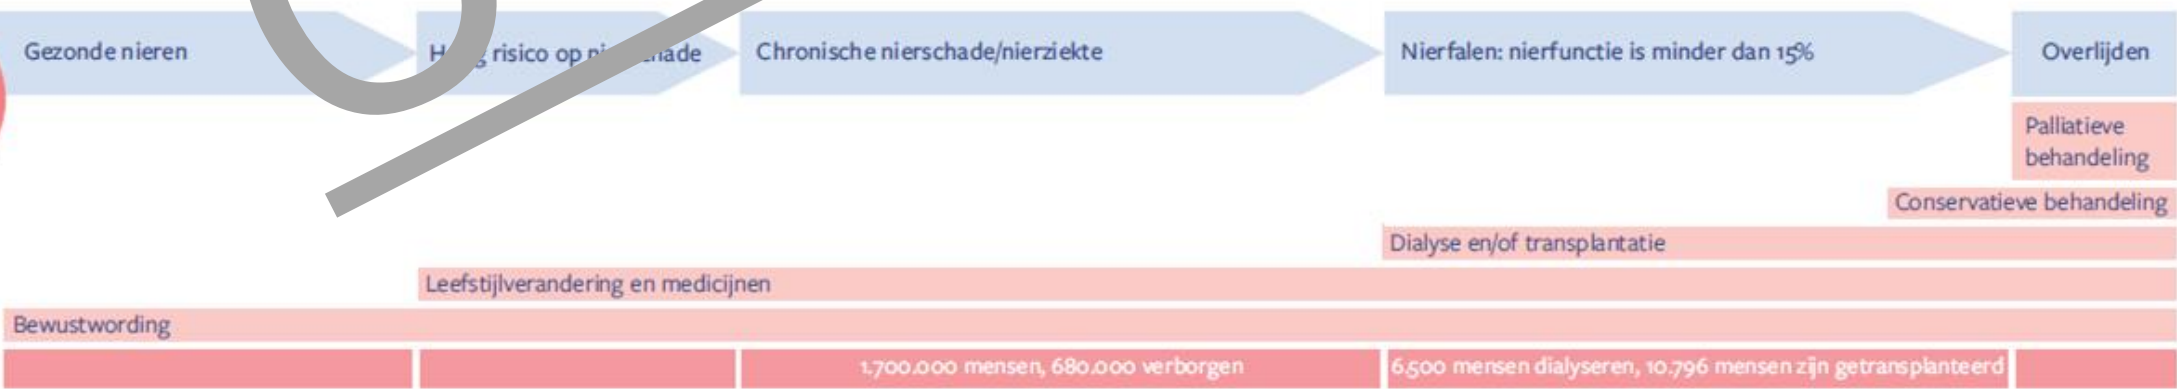 Gezonde nieren
risico op
Chronische nierschade/nierziekte
Nierfalen: nierfunctie is minder dan 15%
Overlijden
Palliatieve
behandeling
Conservatieve behandeling
Dialyse en/of transplantatie
Leefstijlverandering en medicijnen
Bewustwording
1.700.000 mensen, 680.000 verborgen
6.500 mensen dialyseren, 10.796 mensen zijn getransplanteerd